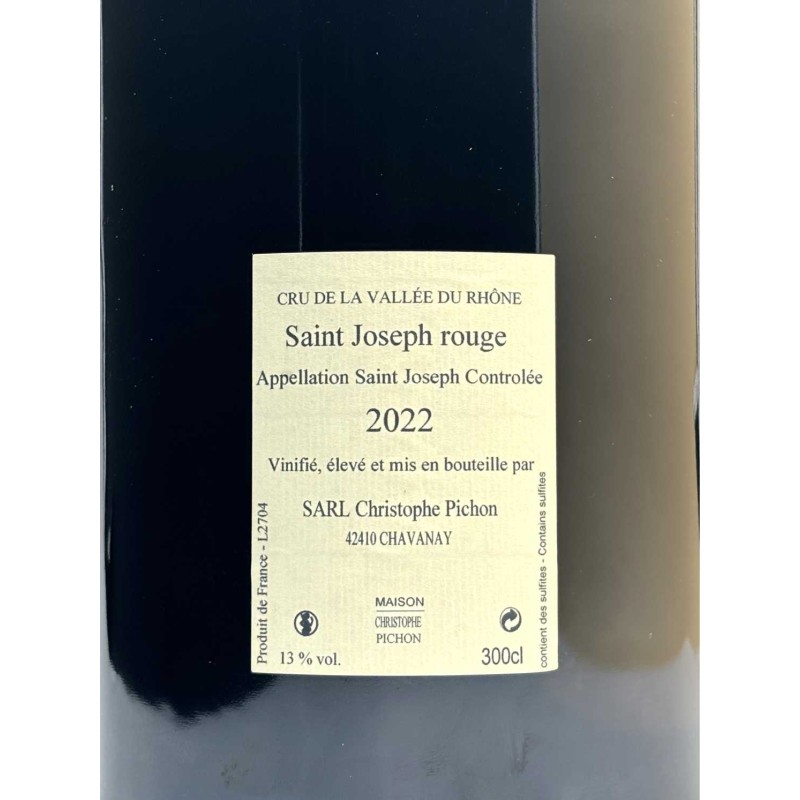 CRU DE LA VALLÉE DU RHÔNE
Saint Joseph rouge
Appellation Saint Joseph Controlée
2022
Vinifié, élevé et mis en bouteille par
SARL Christophe Pichon
42410 CHAVANAY
Produit de France - L2704
contient des sulfites - Contains sulfites
MAISON
CHRISTOPHE
PICHON
13 % vol.
300cl